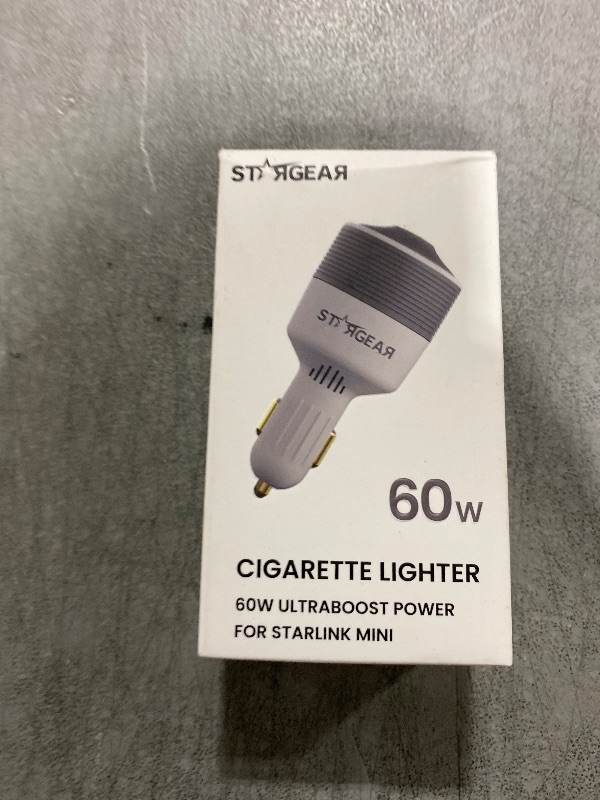 STARGEAR
STARGEAR
60W
CIGARETTE LIGHTER
60W ULTRABOOST POWER
FOR STARLINK MINI